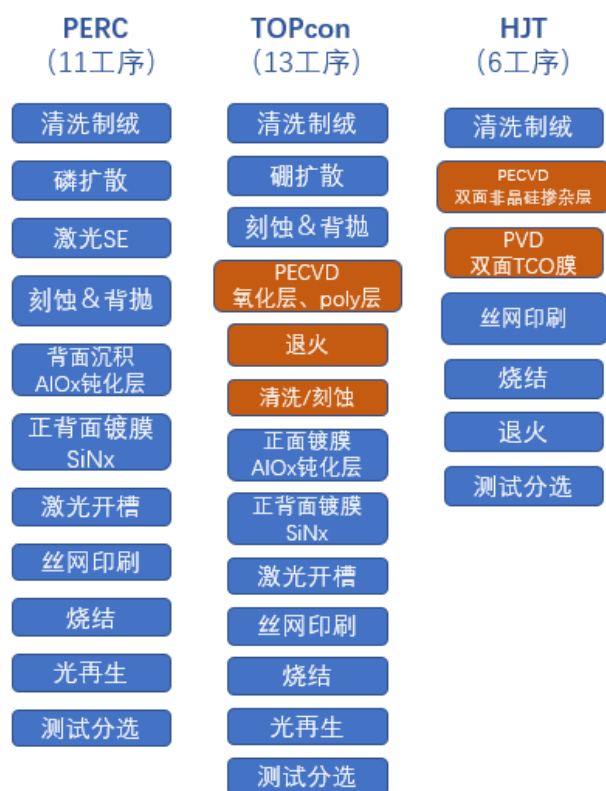 PERC
(11工序)
清洗制绒
磷扩散
激光SE
刻蚀&背抛
背面沉积
AlOx钝化层
正背面镀膜
SiNx
激光开槽
丝网印刷
烧结
光再生
测试分选
TOPcon
(13工序)
清洗制绒
硼扩散
刻蚀&背抛
PECVD
氧化层、poly层
退火
清洗/刻蚀
正面镀膜
AlOx钝化层
正背面镀膜
SiNx
激光开槽
丝网印刷
烧结
光再生
测试分选
HJT
(6工序)
清洗制绒
PECVD
双面非晶硅掺杂层
PVD
双面TCO膜
丝网印刷
烧结
退火
测试分选